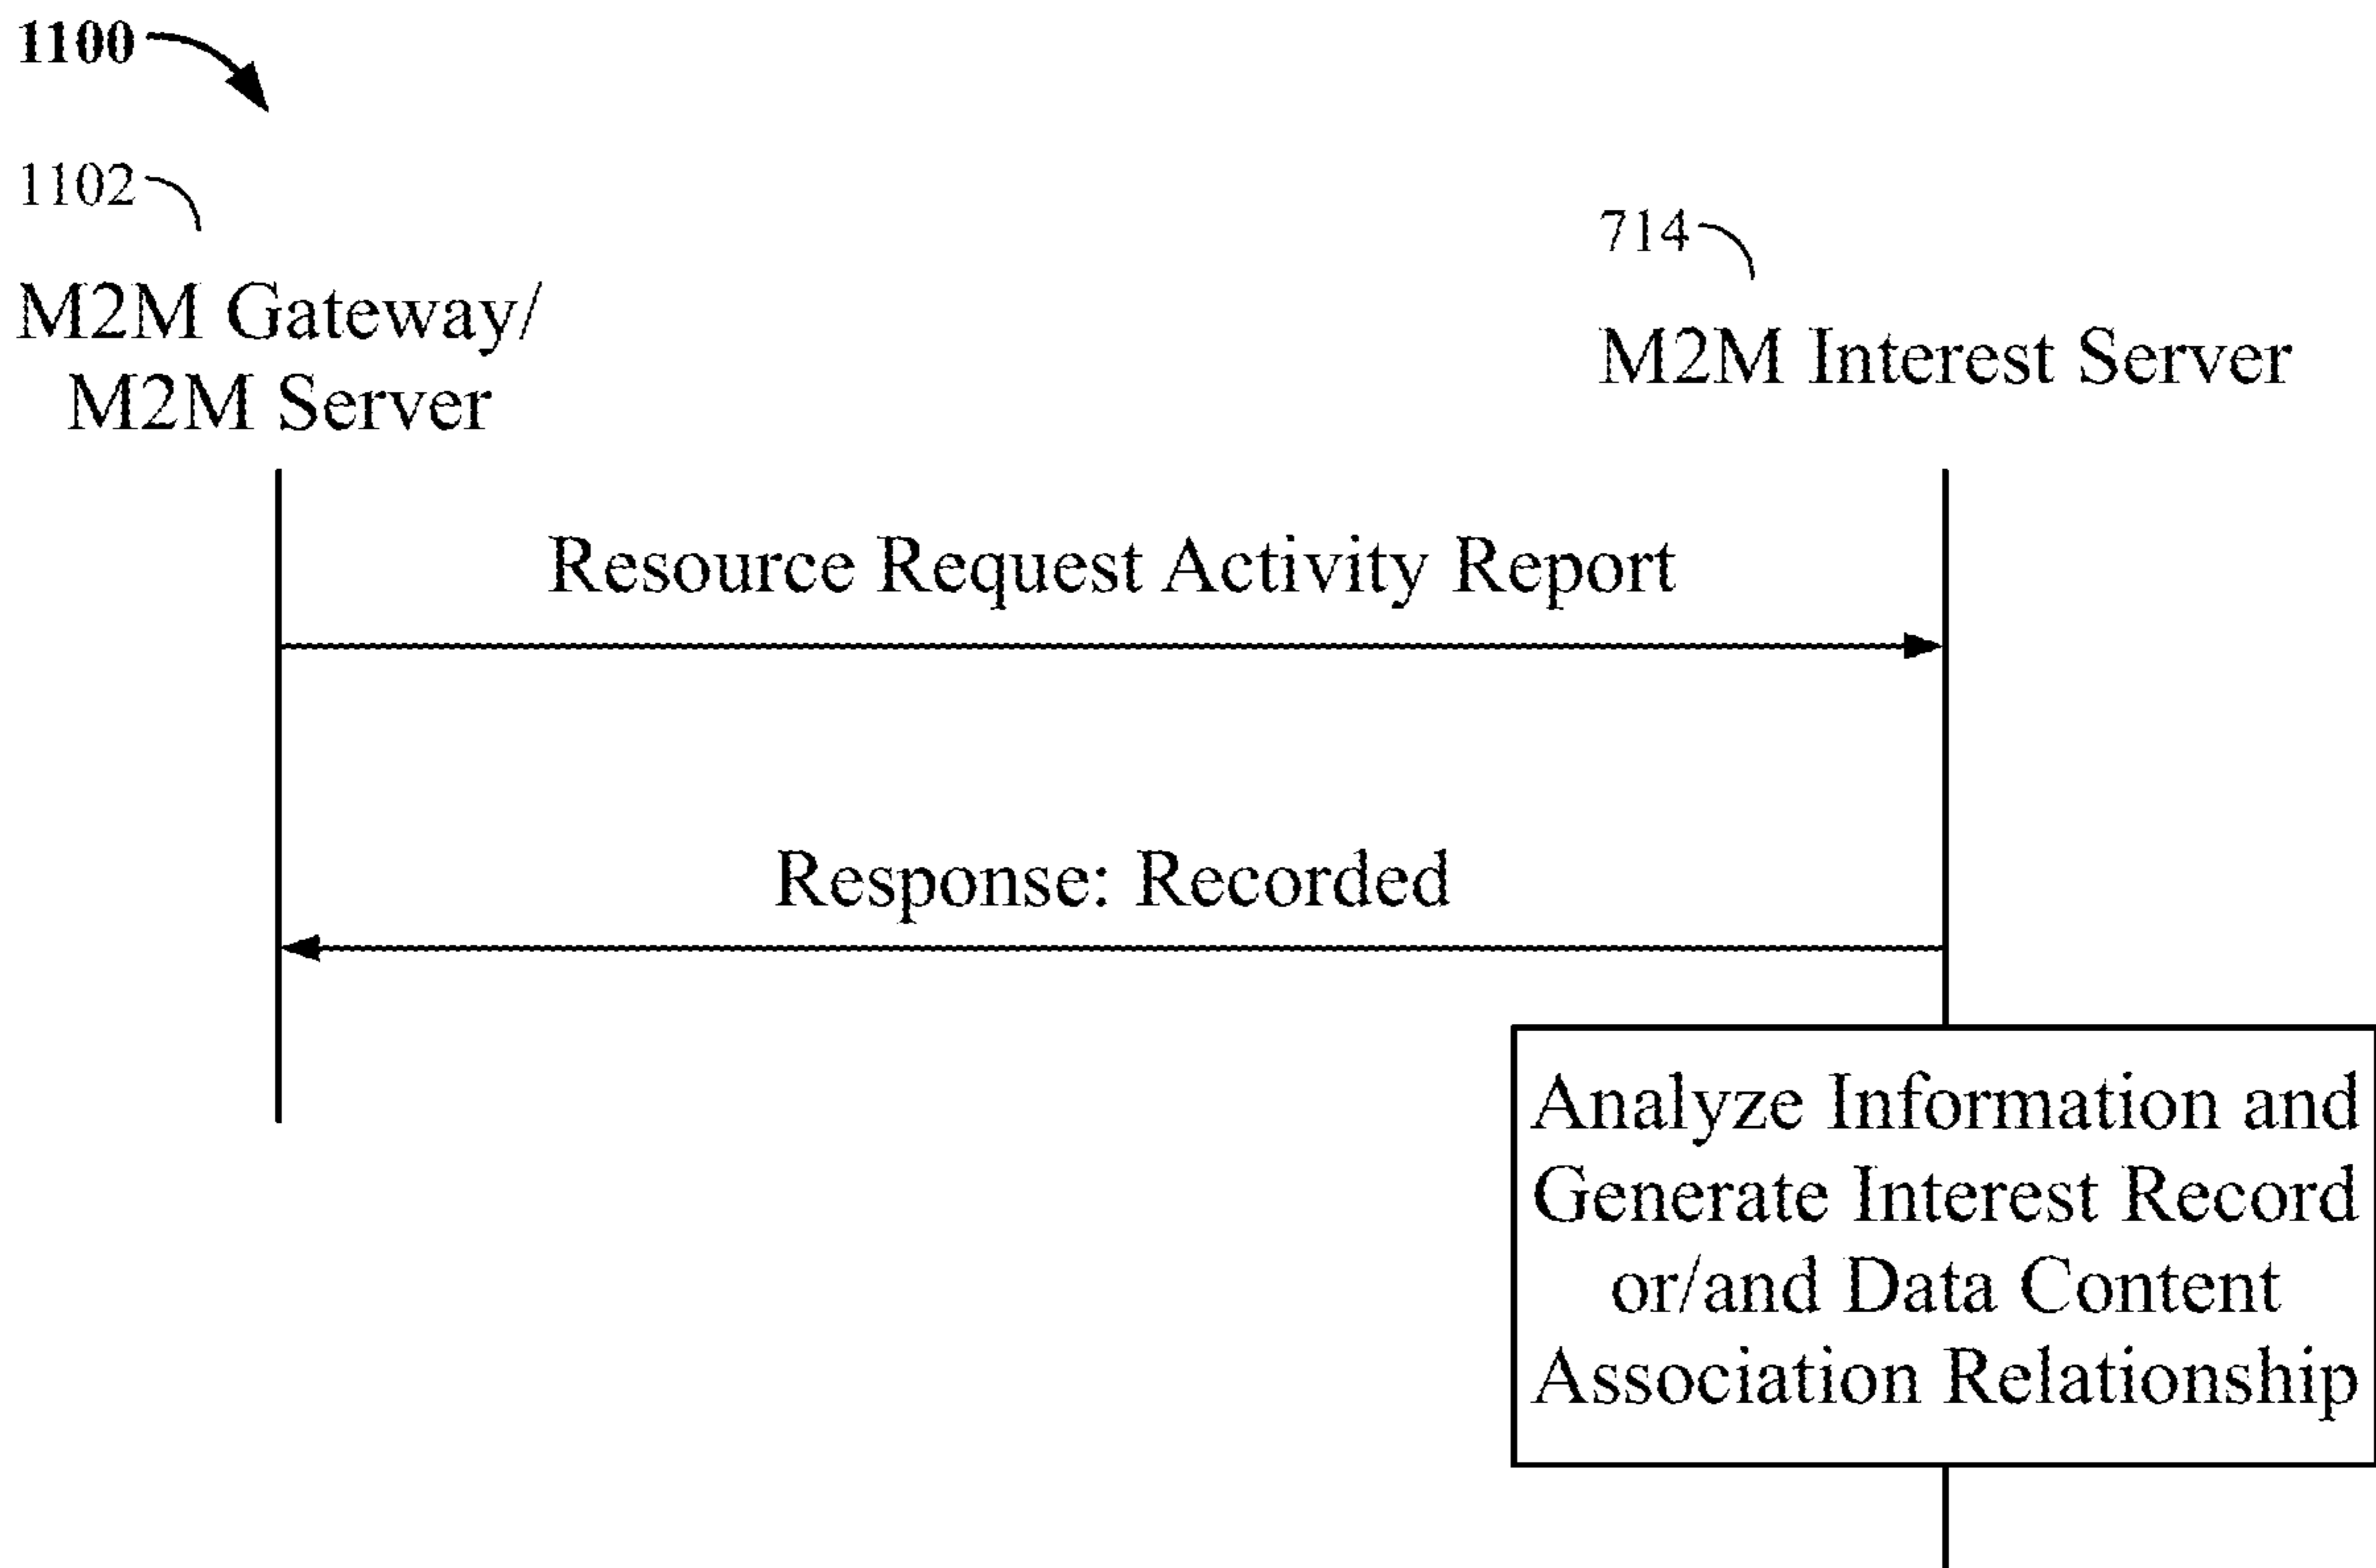 1100
1102
M2M Gateway/
M2M Server
714
M2M Interest Server
Resource Request Activity Report
Response: Recorded
Analyze Information and
Generate Interest Record
or/and Data Content
Association Relationship